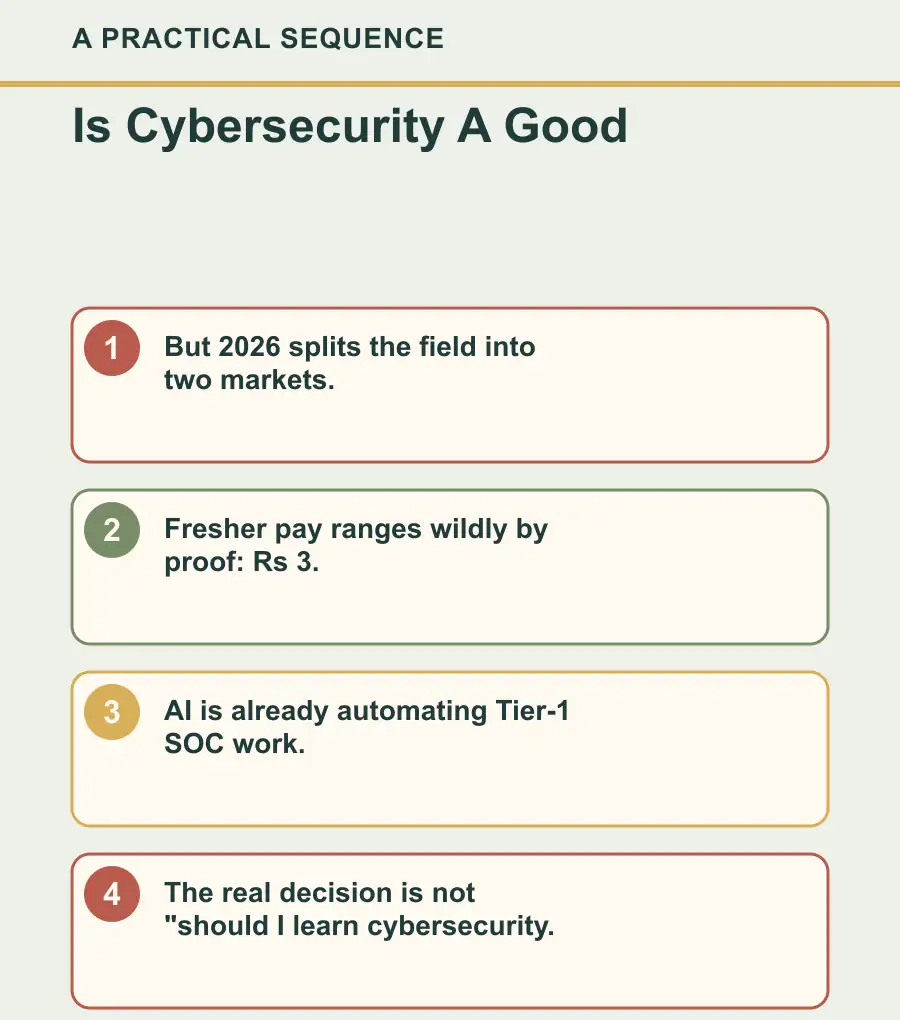 A PRACTICAL SEQUENCE
Is Cybersecurity A Good
1
But 2026 splits the field into
two markets.
2
Fresher pay ranges wildly by
proof: Rs 3.
3
AI is already automating Tier-1
SOC work.
4
The real decision is not
"should I learn cybersecurity.